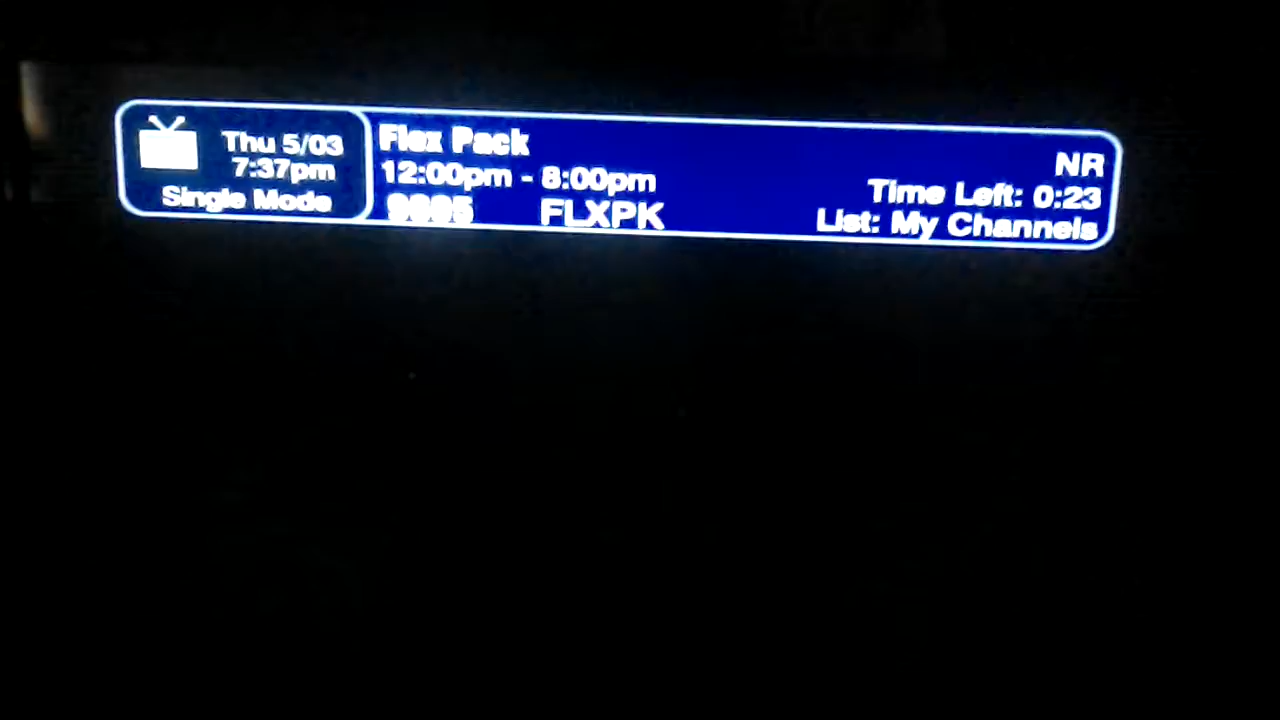 Thu 5/03
7:37pm
Single Mode
Flex Pack
12:00pm - 8:00pm
FLXPK
NR
Time Left: 0:23
List: My Channels